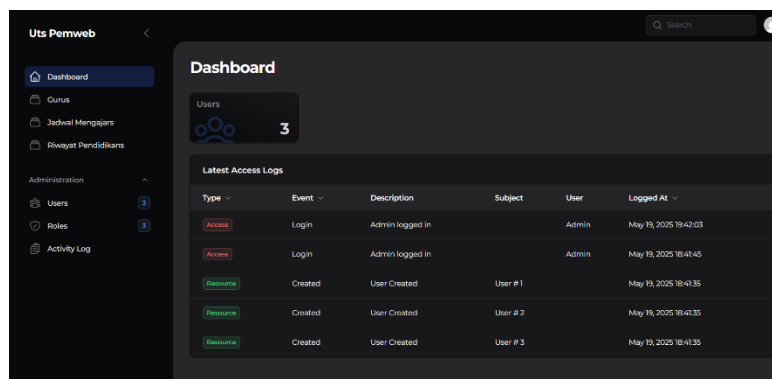 Uts Pemweb
Search
Dashboard
Gurus
Jadwal Mengajars
Riwayat Pendidikans
Administration
Users 3
Roles 3
Activity Log
Dashboard
Users
3
Latest Access Logs
Type Event Description Subject User Logged At
Access Login Admin logged in Admin May 19, 2025 19:42:03
Access Login Admin logged in Admin May 19, 2025 18:41:45
Resource Created User Created User # 1 May 19, 2025 18:41:35
Resource Created User Created User # 2 May 19, 2025 18:41:35
Resource Created User Created User # 3 May 19, 2025 18:41:35